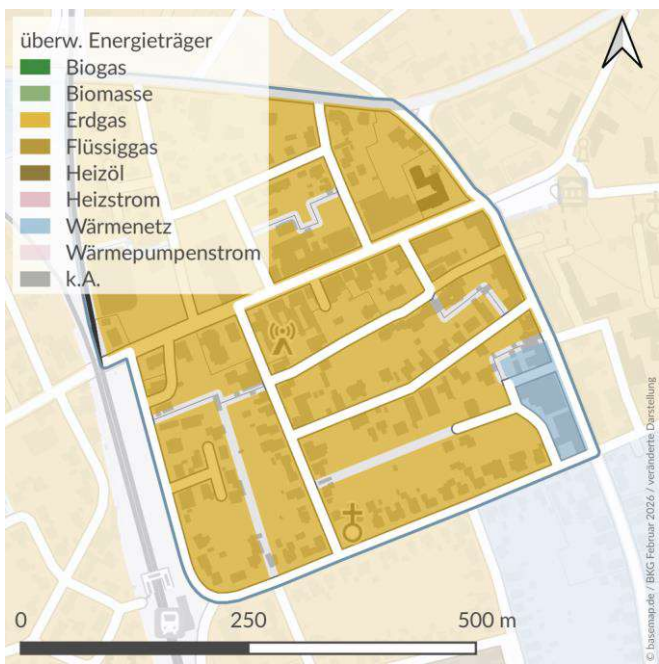 überw. Energieträger
Biogas
Biomasse
Erdgas
Flüssiggas
Heizöl
Heizstrom
Wärmenetz
Wärmepumpenstrom
k.A.
0 250 500 m
© basemap.de / BKG Februar 2026 / veränderte Darstellung